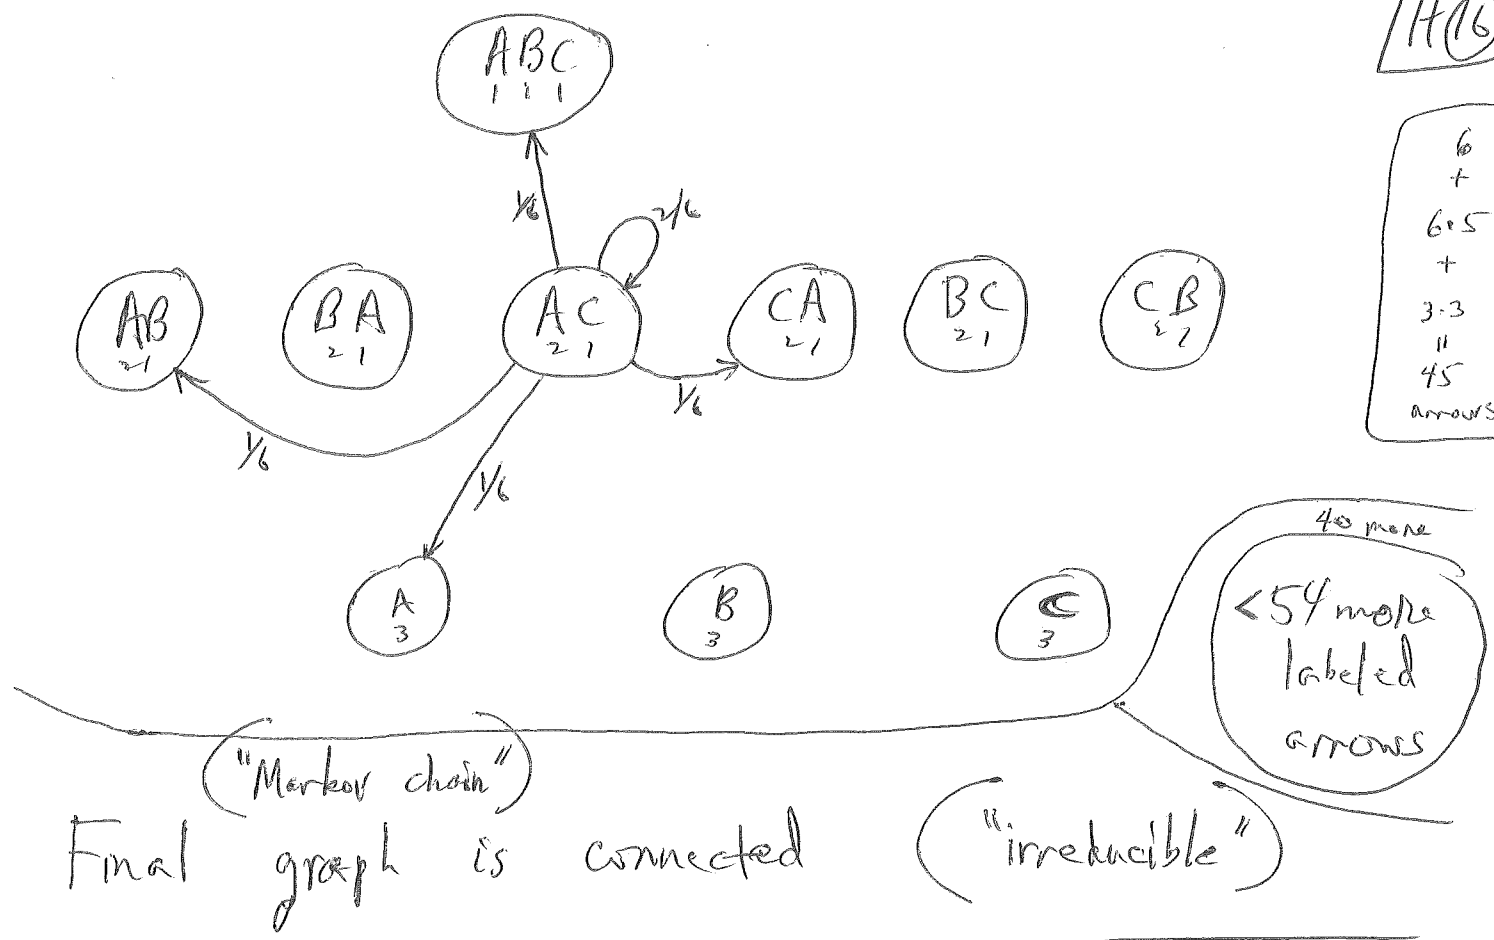 H16
ABC
1 1 1
1/6
2/6
AB
2 1
BA
2 1
AC
2 1
CA
2 1
BC
2 1
CB
2 1
1/6
1/6
1/6
A
3
B
3
C
3
6
+
6·5
+
3·3
"
45
arrows
40 more
<54 more
labeled
arrows
("Markov chain")
Final graph is connected ("irreducible")